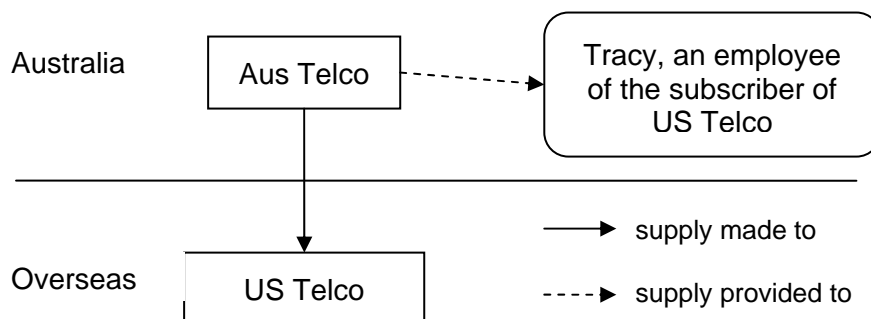 Australia
Aus Telco
Tracy, an employee
of the subscriber of
US Telco
supply made to
Overseas
US Telco
supply provided to